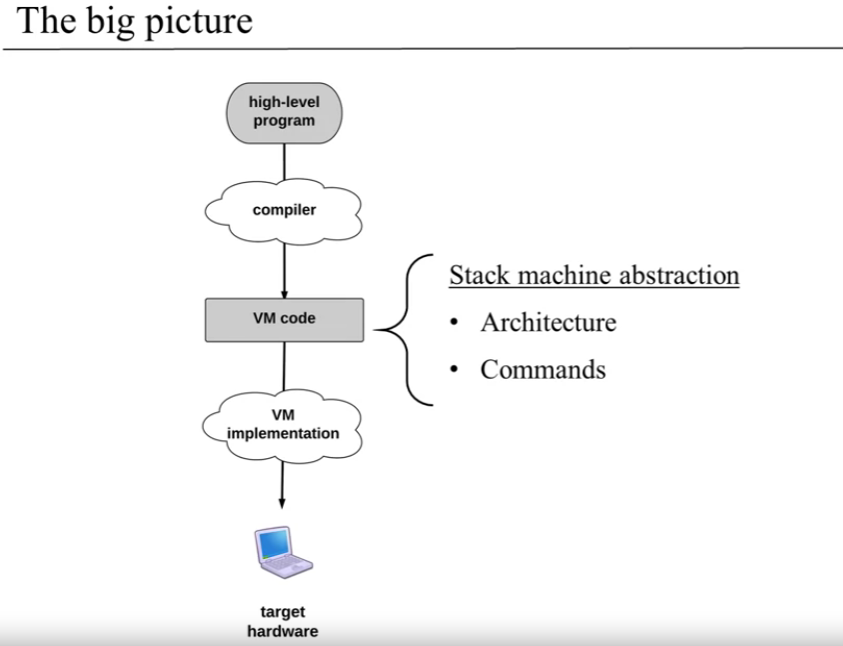 The big picture
high-level
program
compiler
VM code
Stack machine abstraction
• Architecture
• Commands
VM
implementation
target
hardware